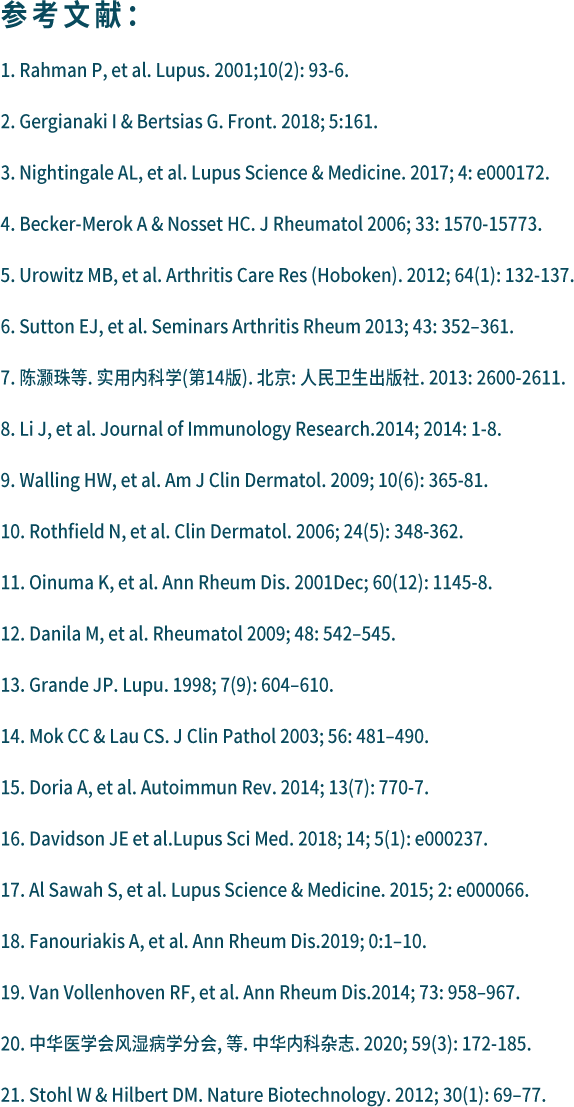 参考文献：
1. Rahman P, et al. Lupus. 2001;10(2): 93-6.
2. Gergianaki I & Bertsias G. Front. 2018; 5:161.
3. Nightingale AL, et al. Lupus Science & Medicine. 2017; 4: e000172.
4. Becker-Merok A & Nosset HC. J Rheumatol 2006; 33: 1570-15773.
5. Urowitz MB, et al. Arthritis Care Res (Hoboken). 2012; 64(1): 132-137.
6. Sutton EJ, et al. Seminars Arthritis Rheum 2013; 43: 352–361.
7. 陈灏珠等. 实用内科学(第14版). 北京: 人民卫生出版社. 2013: 2600-2611.
8. Li J, et al. Journal of Immunology Research.2014; 2014: 1-8.
9. Walling HW, et al. Am J Clin Dermatol. 2009; 10(6): 365-81.
10. Rothfield N, et al. Clin Dermatol. 2006; 24(5): 348-362.
11. Oinuma K, et al. Ann Rheum Dis. 2001Dec; 60(12): 1145-8.
12. Danila M, et al. Rheumatol 2009; 48: 542–545.
13. Grande JP. Lupu. 1998; 7(9): 604–610.
14. Mok CC & Lau CS. J Clin Pathol 2003; 56: 481–490.
15. Doria A, et al. Autoimmun Rev. 2014; 13(7): 770-7.
16. Davidson JE et al.Lupus Sci Med. 2018; 14; 5(1): e000237.
17. Al Sawah S, et al. Lupus Science & Medicine. 2015; 2: e000066.
18. Fanouriakis A, et al. Ann Rheum Dis.2019; 0:1–10.
19. Van Vollenhoven RF, et al. Ann Rheum Dis.2014; 73: 958–967.
20. 中华医学会风湿病学分会, 等. 中华内科杂志. 2020; 59(3): 172-185.
21. Stohl W & Hilbert DM. Nature Biotechnology. 2012; 30(1): 69–77.